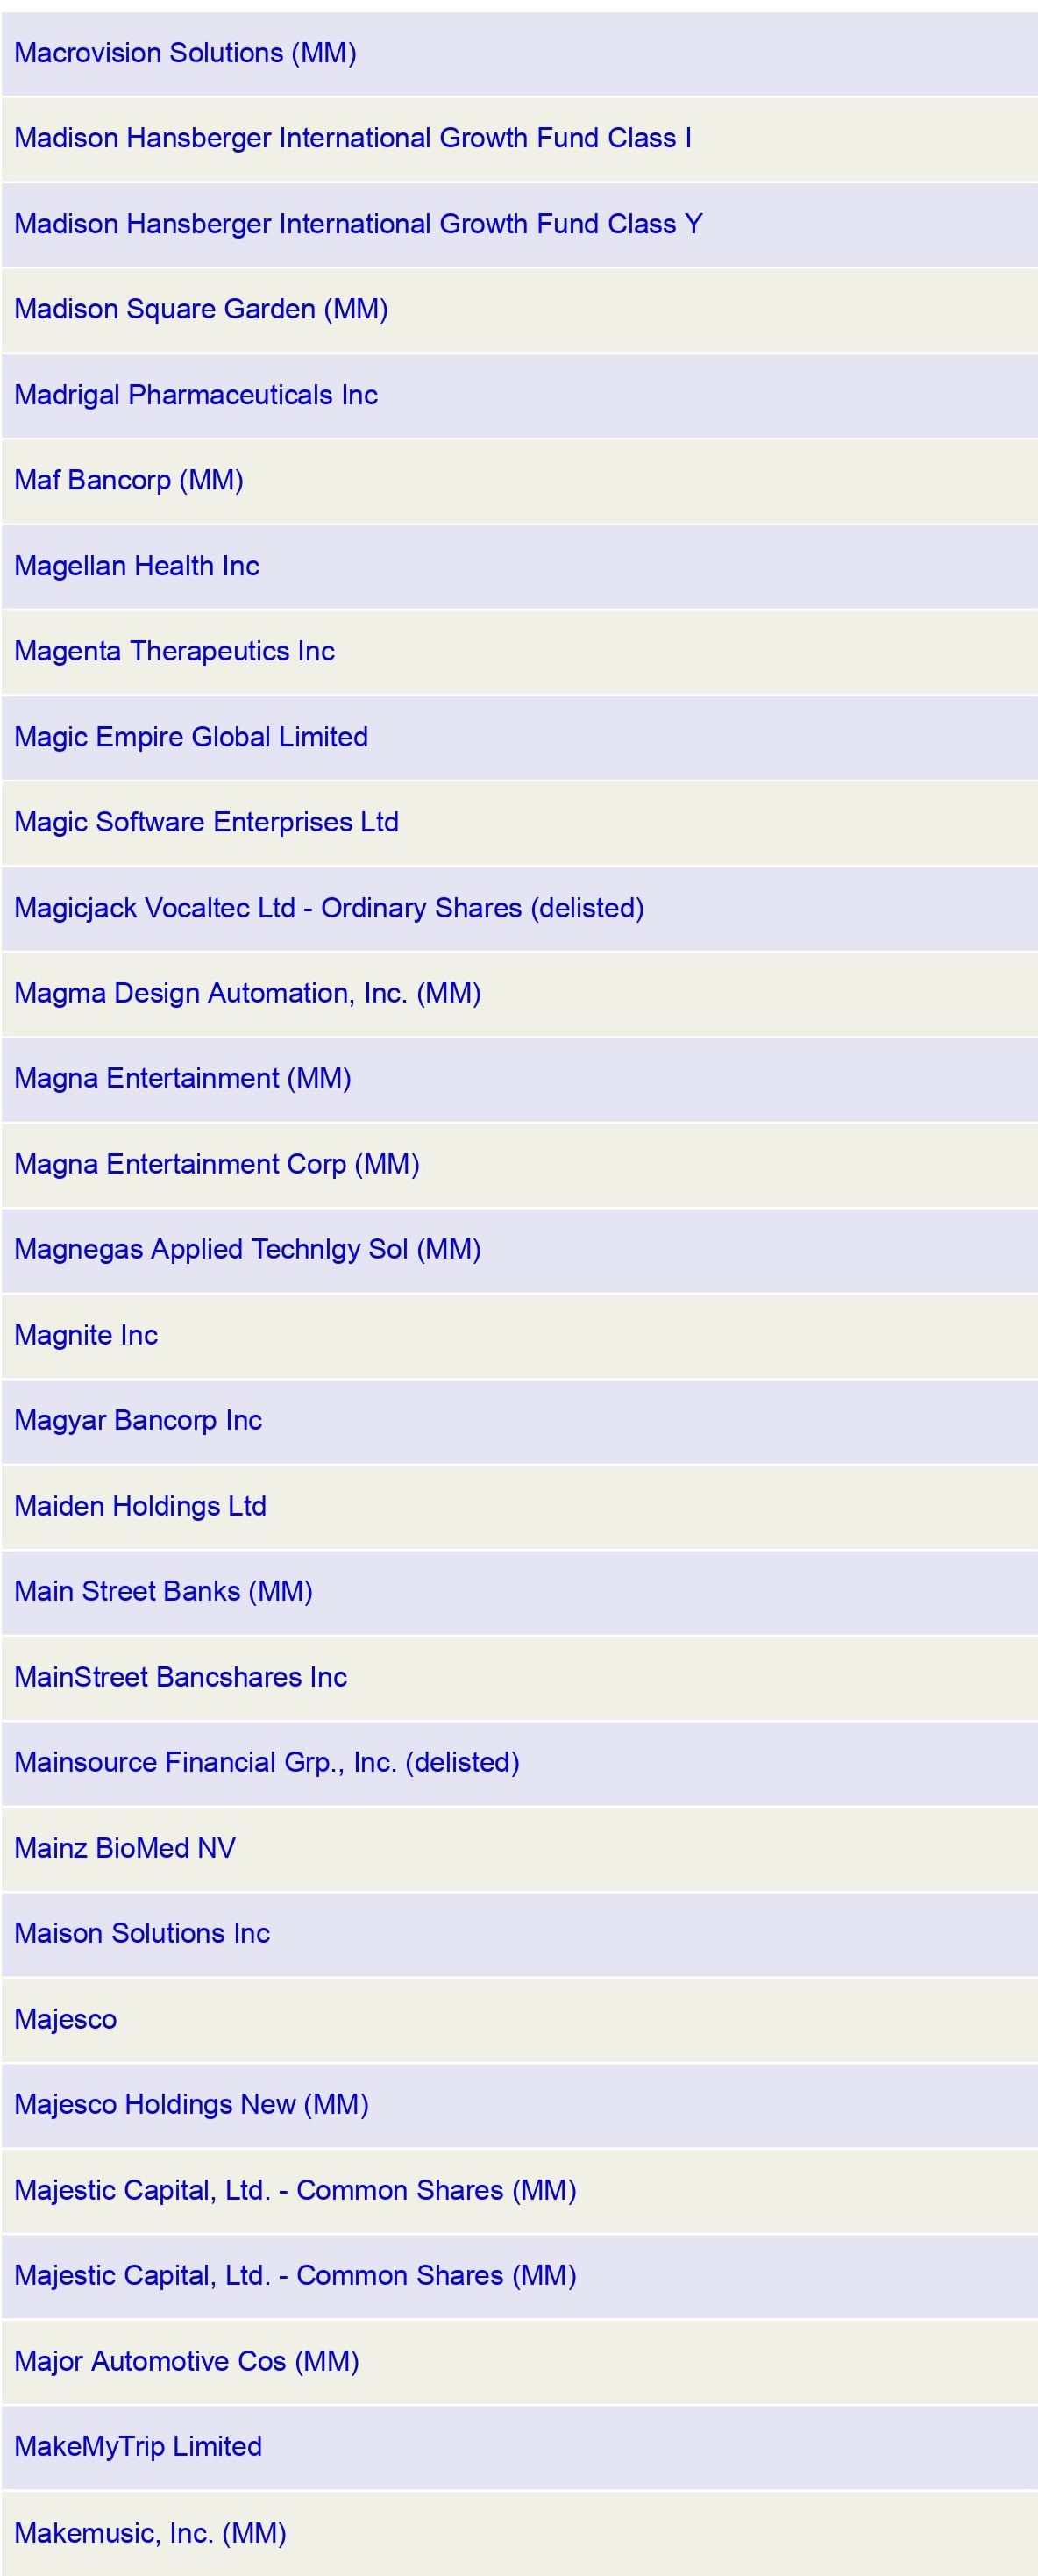 Macrovision Solutions (MM)
Madison Hansberger International Growth Fund Class I
Madison Hansberger International Growth Fund Class Y
Madison Square Garden (MM)
Madrigal Pharmaceuticals Inc
Maf Bancorp (MM)
Magellan Health Inc
Magenta Therapeutics Inc
Magic Empire Global Limited
Magic Software Enterprises Ltd
Magicjack Vocaltec Ltd - Ordinary Shares (delisted)
Magma Design Automation, Inc. (MM)
Magna Entertainment (MM)
Magna Entertainment Corp (MM)
Magnegas Applied Technlgy Sol (MM)
Magnite Inc
Magyar Bancorp Inc
Maiden Holdings Ltd
Main Street Banks (MM)
MainStreet Bancshares Inc
Mainsource Financial Grp., Inc. (delisted)
Mainz BioMed NV
Maison Solutions Inc
Majesco
Majesco Holdings New (MM)
Majestic Capital, Ltd. - Common Shares (MM)
Majestic Capital, Ltd. - Common Shares (MM)
Major Automotive Cos (MM)
MakeMyTrip Limited
Makemusic, Inc. (MM)